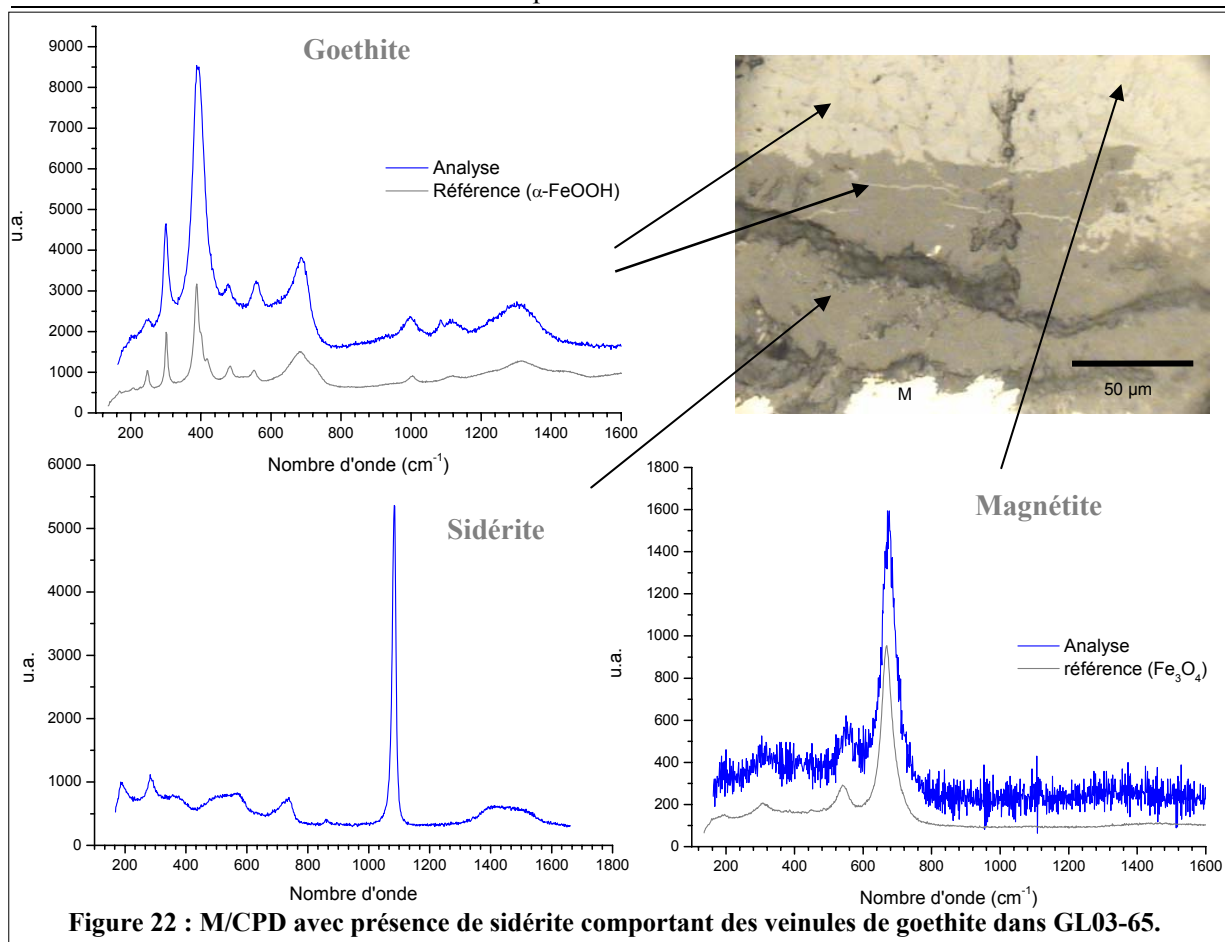 Goethite
9000
8000
7000
6000
5000
4000
3000
2000
1000
0
u.a.
Analyse
Référence (α-FeOOH)
200 400 600 800 1000 1200 1400 1600
Nombre d'onde (cm-1)
M
50 µm
Sidérite
6000
5000
4000
3000
2000
1000
0
u.a.
200 400 600 800 1000 1200 1400 1600 1800
Nombre d'onde
Magnétite
1800
1600
1400
1200
1000
800
600
400
200
0
u.a.
Analyse
référence (Fe3O4)
200 400 600 800 1000 1200 1400 1600
Nombre d'onde (cm-1)
Figure 22 : M/CPD avec présence de sidérite comportant des veinules de goethite dans GL03-65.